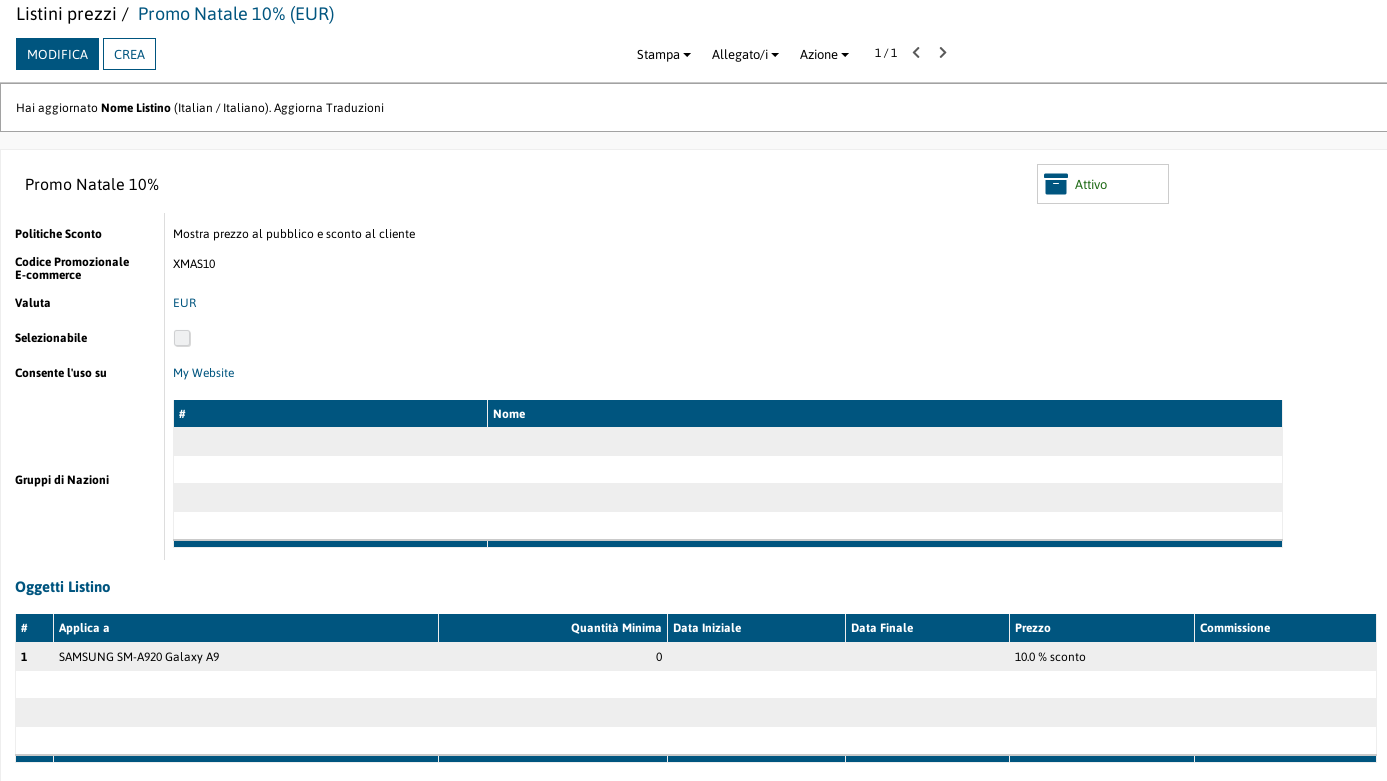 Listini prezzi / Promo Natale 10% (EUR)
MODIFICA CREA Stampa Allegato/i Azione 1 / 1
Hai aggiornato Nome Listino (Italian / Italiano). Aggiorna Traduzioni
Promo Natale 10% Attivo
Politiche Sconto Mostra prezzo al pubblico e sconto al cliente
Codice Promozionale
E-commerce XMAS10
Valuta EUR
Selezionabile
Consente l'uso su My Website
# Nome
Gruppi di Nazioni
Oggetti Listino
# Applica a Quantità Minima Data Iniziale Data Finale Prezzo Commissione
1 SAMSUNG SM-A920 Galaxy A9 0 10.0 % sconto